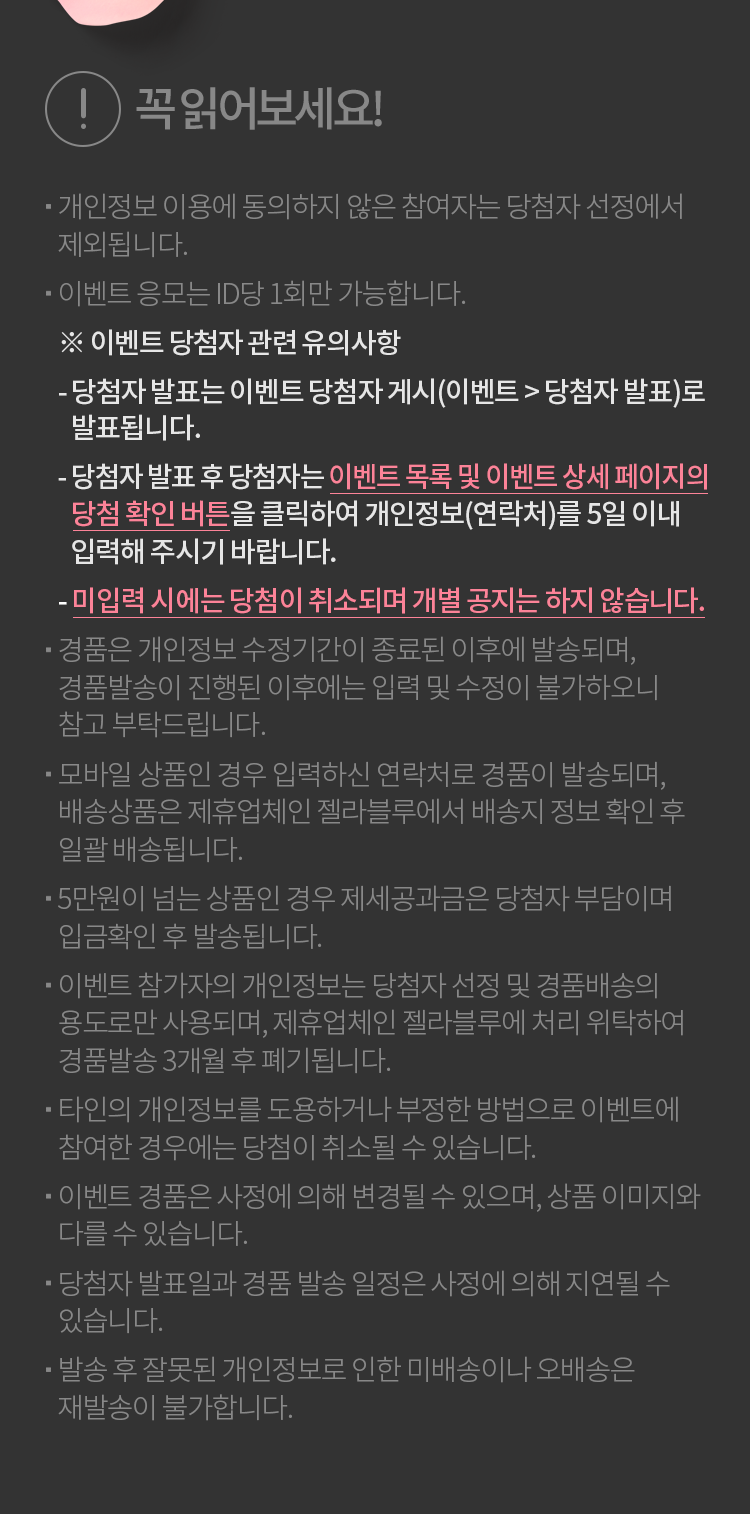 ! 꼭 읽어보세요!
· 개인정보 이용에 동의하지 않은 참여자는 당첨자 선정에서
제외됩니다.
· 이벤트 응모는 ID당 1회만 가능합니다.
※ 이벤트 당첨자 관련 유의사항
- 당첨자 발표는 이벤트 당첨자 게시(이벤트 > 당첨자 발표)로
발표됩니다.
- 당첨자 발표 후 당첨자는 이벤트 목록 및 이벤트 상세 페이지의
당첨 확인 버튼을 클릭하여 개인정보(연락처)를 5일 이내
입력해 주시기 바랍니다.
- 미입력 시에는 당첨이 취소되며 개별 공지는 하지 않습니다.
· 경품은 개인정보 수정기간이 종료된 이후에 발송되며,
경품발송이 진행된 이후에는 입력 및 수정이 불가하오니
참고 부탁드립니다.
· 모바일 상품인 경우 입력하신 연락처로 경품이 발송되며,
배송상품은 제휴업체인 젤라블루에서 배송지 정보 확인 후
일괄 배송됩니다.
· 5만원이 넘는 상품인 경우 제세공과금은 당첨자 부담이며
입금확인 후 발송됩니다.
· 이벤트 참가자의 개인정보는 당첨자 선정 및 경품배송의
용도로만 사용되며, 제휴업체인 젤라블루에 처리 위탁하여
경품발송 3개월 후 폐기됩니다.
· 타인의 개인정보를 도용하거나 부정한 방법으로 이벤트에
참여한 경우에는 당첨이 취소될 수 있습니다.
· 이벤트 경품은 사정에 의해 변경될 수 있으며, 상품 이미지와
다를 수 있습니다.
· 당첨자 발표일과 경품 발송 일정은 사정에 의해 지연될 수
있습니다.
· 발송 후 잘못된 개인정보로 인한 미배송이나 오배송은
재발송이 불가합니다.